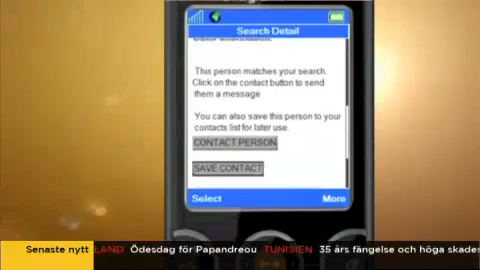 Search Detail
This person matches your search.
Click on the contact button to send
them a message
You can also save this person to your
contacts list for later use.
CONTACT PERSON
SAVE CONTACT
Select More
Senaste nytt LAND Ödesdag för Papandreou TUNISIEN 35 års fängelse och höga skades